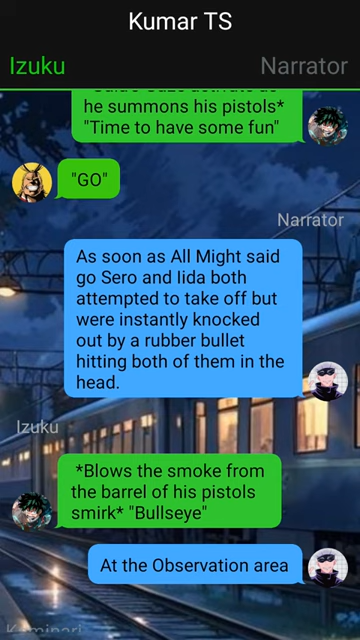 Kumar TS
Izuku
Narrator
he summons his pistols*
"Time to have some fun"
"GO"
Narrator
As soon as All Might said
go Sero and Iida both
attempted to take off but
were instantly knocked
out by a rubber bullet
hitting both of them in the
head.
Izuku
*Blows the smoke from
the barrel of his pistols
smirk* "Bullseye"
At the Observation area